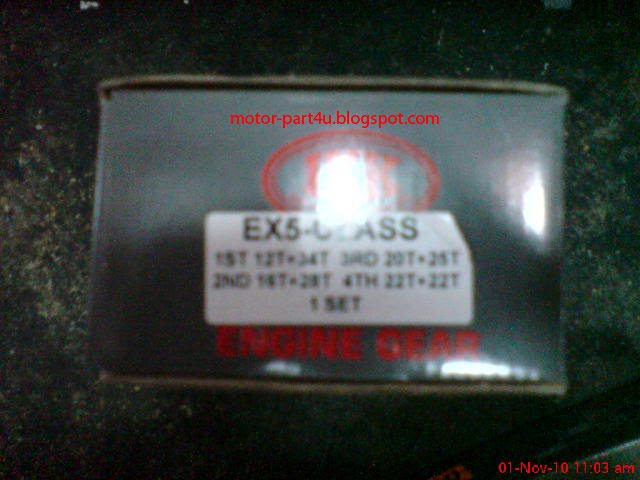 motor-part4u.blogspot.com
EX5-CLASS
1ST 12T+34T 3RD 20T+25T
2ND 16T+28T 4TH 22T+22T
1 SET
ENGINE GEAR
01-Nov-10 11:03 am